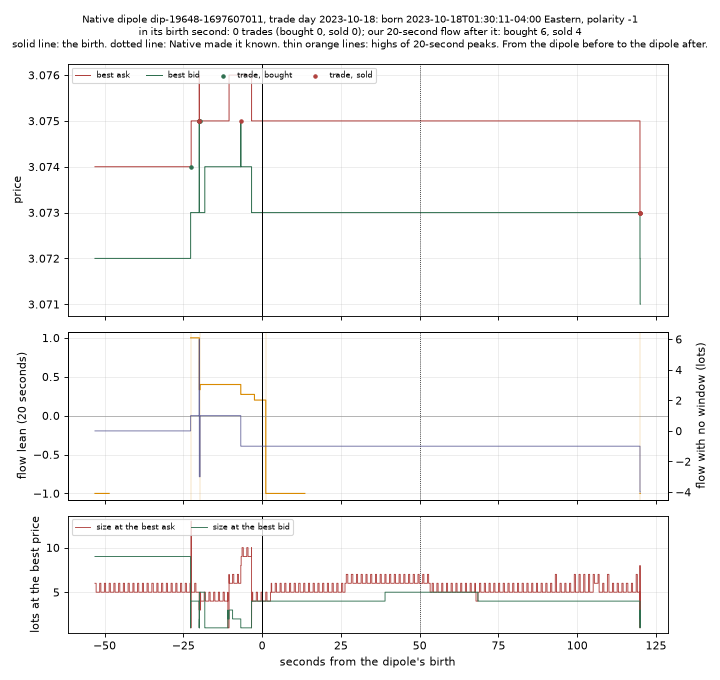 Native dipole dip-19648-1697607011, trade day 2023-10-18: born 2023-10-18T01:30:11-04:00 Eastern, polarity -1
in its birth second: 0 trades (bought 0, sold 0); our 20-second flow after it: bought 6, sold 4
solid line: the birth. dotted line: Native made it known. thin orange lines: highs of 20-second peaks. From the dipole before to the dipole after.
best ask best bid trade, bought trade, sold
3.076
3.075
3.074
3.073
3.072
3.071
price
1.0
0.5
0.0
−0.5
−1.0
flow lean (20 seconds)
6
4
2
0
−2
−4
flow with no window (lots)
size at the best ask size at the best bid
10
5
lots at the best price
−50 −25 0 25 50 75 100 125
seconds from the dipole's birth